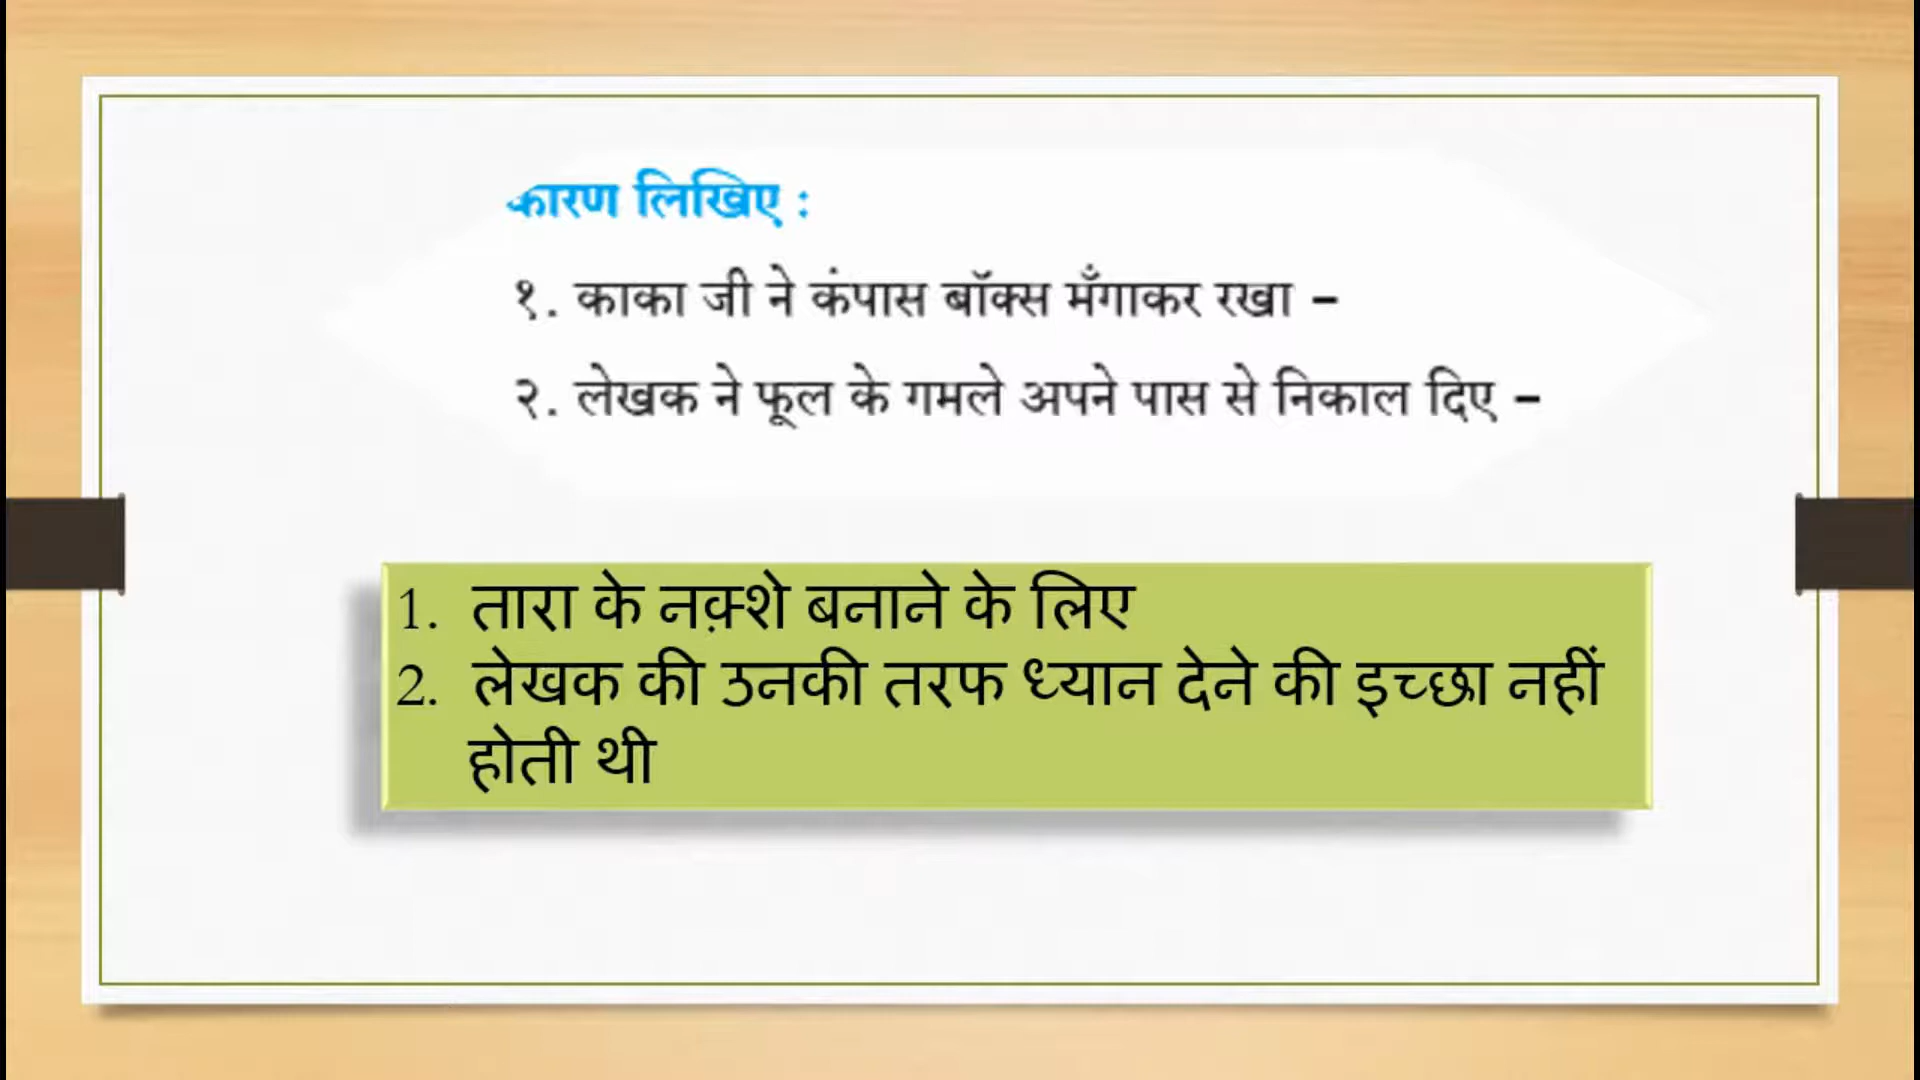 कारण लिखिए :
१. काका जी ने कंपास बॉक्स मँगाकर रखा –
२. लेखक ने फूल के गमले अपने पास से निकाल दिए –
1. तारा के नक़्शे बनाने के लिए
2. लेखक की उनकी तरफ ध्यान देने की इच्छा नहीं
होती थी